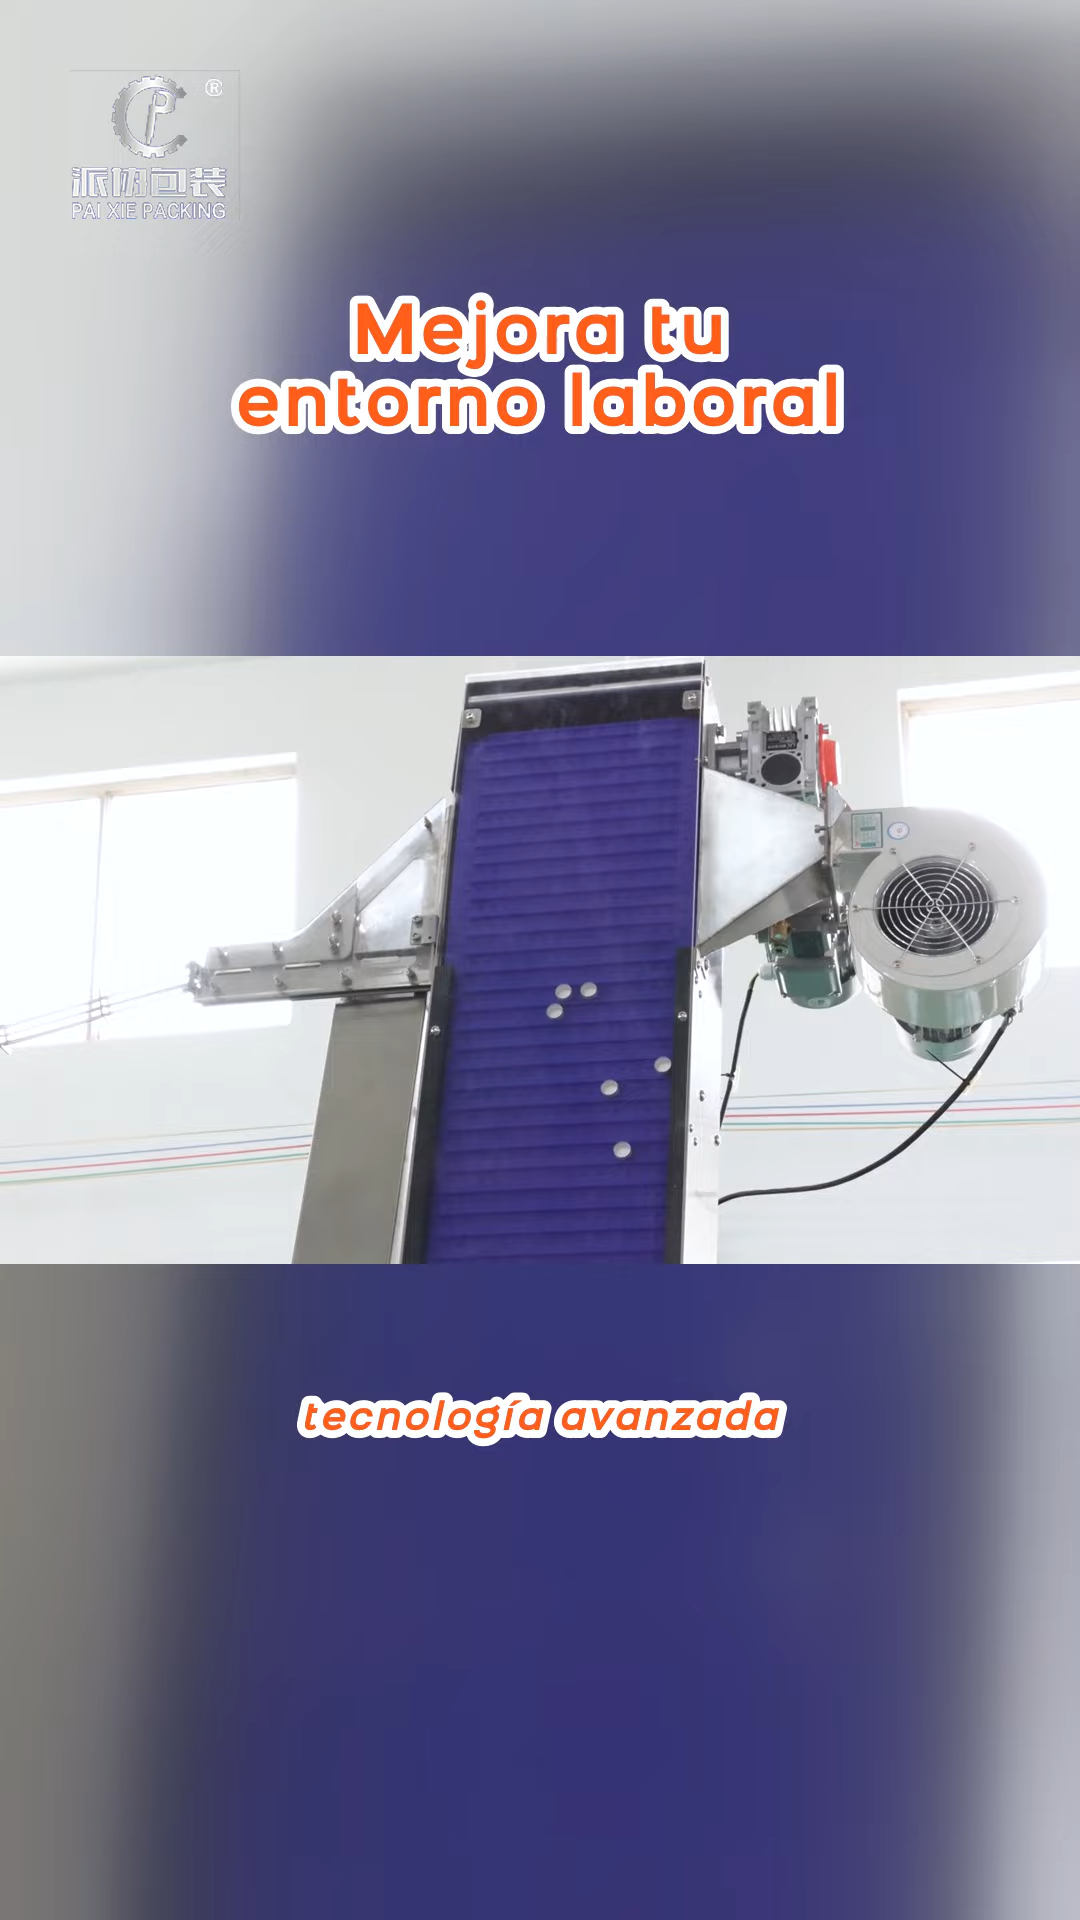 ®
派协包装
PAI XIE PACKING
Mejora tu
entorno laboral
tecnología avanzada